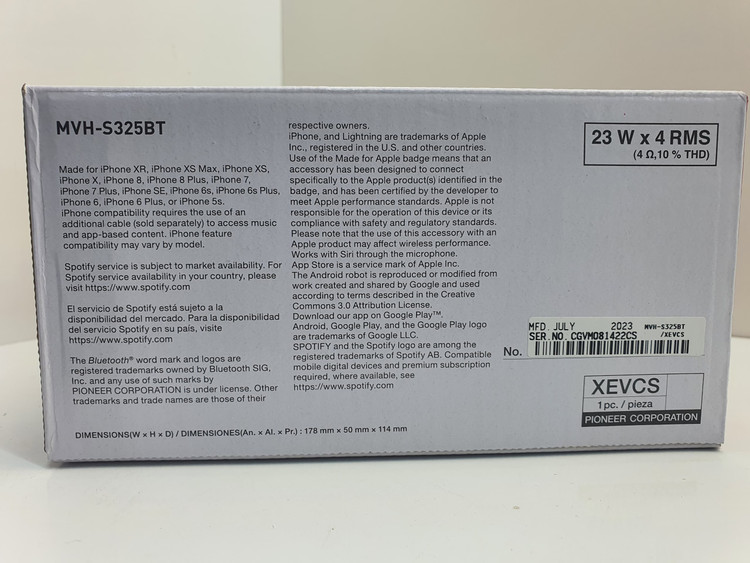 MVH-S325BT
Made for iPhone XR, iPhone XS Max, iPhone XS,
iPhone X, iPhone 8, iPhone 8 Plus, iPhone 7,
iPhone 7 Plus, iPhone SE, iPhone 6s, iPhone 6s Plus,
iPhone 6, iPhone 6 Plus, or iPhone 5s.
iPhone compatibility requires the use of an
additional cable (sold separately) to access music
and app-based content. iPhone feature
compatibility may vary by model.
Spotify service is subject to market availability. For
Spotify service availability in your country, please
visit https://www.spotify.com
El servicio de Spotify está sujeto a la
disponibilidad del mercado. Para la disponibilidad
del servicio Spotify en su país, visite
https://www.spotify.com
The Bluetooth® word mark and logos are
registered trademarks owned by Bluetooth SIG,
Inc. and any use of such marks by
PIONEER CORPORATION is under license. Other
trademarks and trade names are those of their
respective owners.
iPhone, and Lightning are trademarks of Apple
Inc., registered in the U.S. and other countries.
Use of the Made for Apple badge means that an
accessory has been designed to connect
specifically to the Apple product(s) identified in the
badge, and has been certified by the developer to
meet Apple performance standards. Apple is not
responsible for the operation of this device or its
compliance with safety and regulatory standards.
Please note that the use of this accessory with an
Apple product may affect wireless performance.
Works with Siri through the microphone.
App Store is a service mark of Apple Inc.
The Android robot is reproduced or modified from
work created and shared by Google and used
according to terms described in the Creative
Commons 3.0 Attribution License.
Download our app on Google Play™.
Android, Google Play, and the Google Play logo
are trademarks of Google LLC.
SPOTIFY and the Spotify logo are among the
registered trademarks of Spotify AB. Compatible
mobile digital devices and premium subscription
required, where available, see
https://www.spotify.com
23 W x 4 RMS
(4 Ω,10 % THD)
MFD. JULY 2023 MVH-S325BT
SER.NO. CGVM081422CS /XEVCS
No.
XEVCS
1 pc. / pieza
PIONEER CORPORATION
DIMENSIONS(W × H × D) / DIMENSIONES(An. × Al. × Pr.) : 178 mm × 50 mm × 114 mm